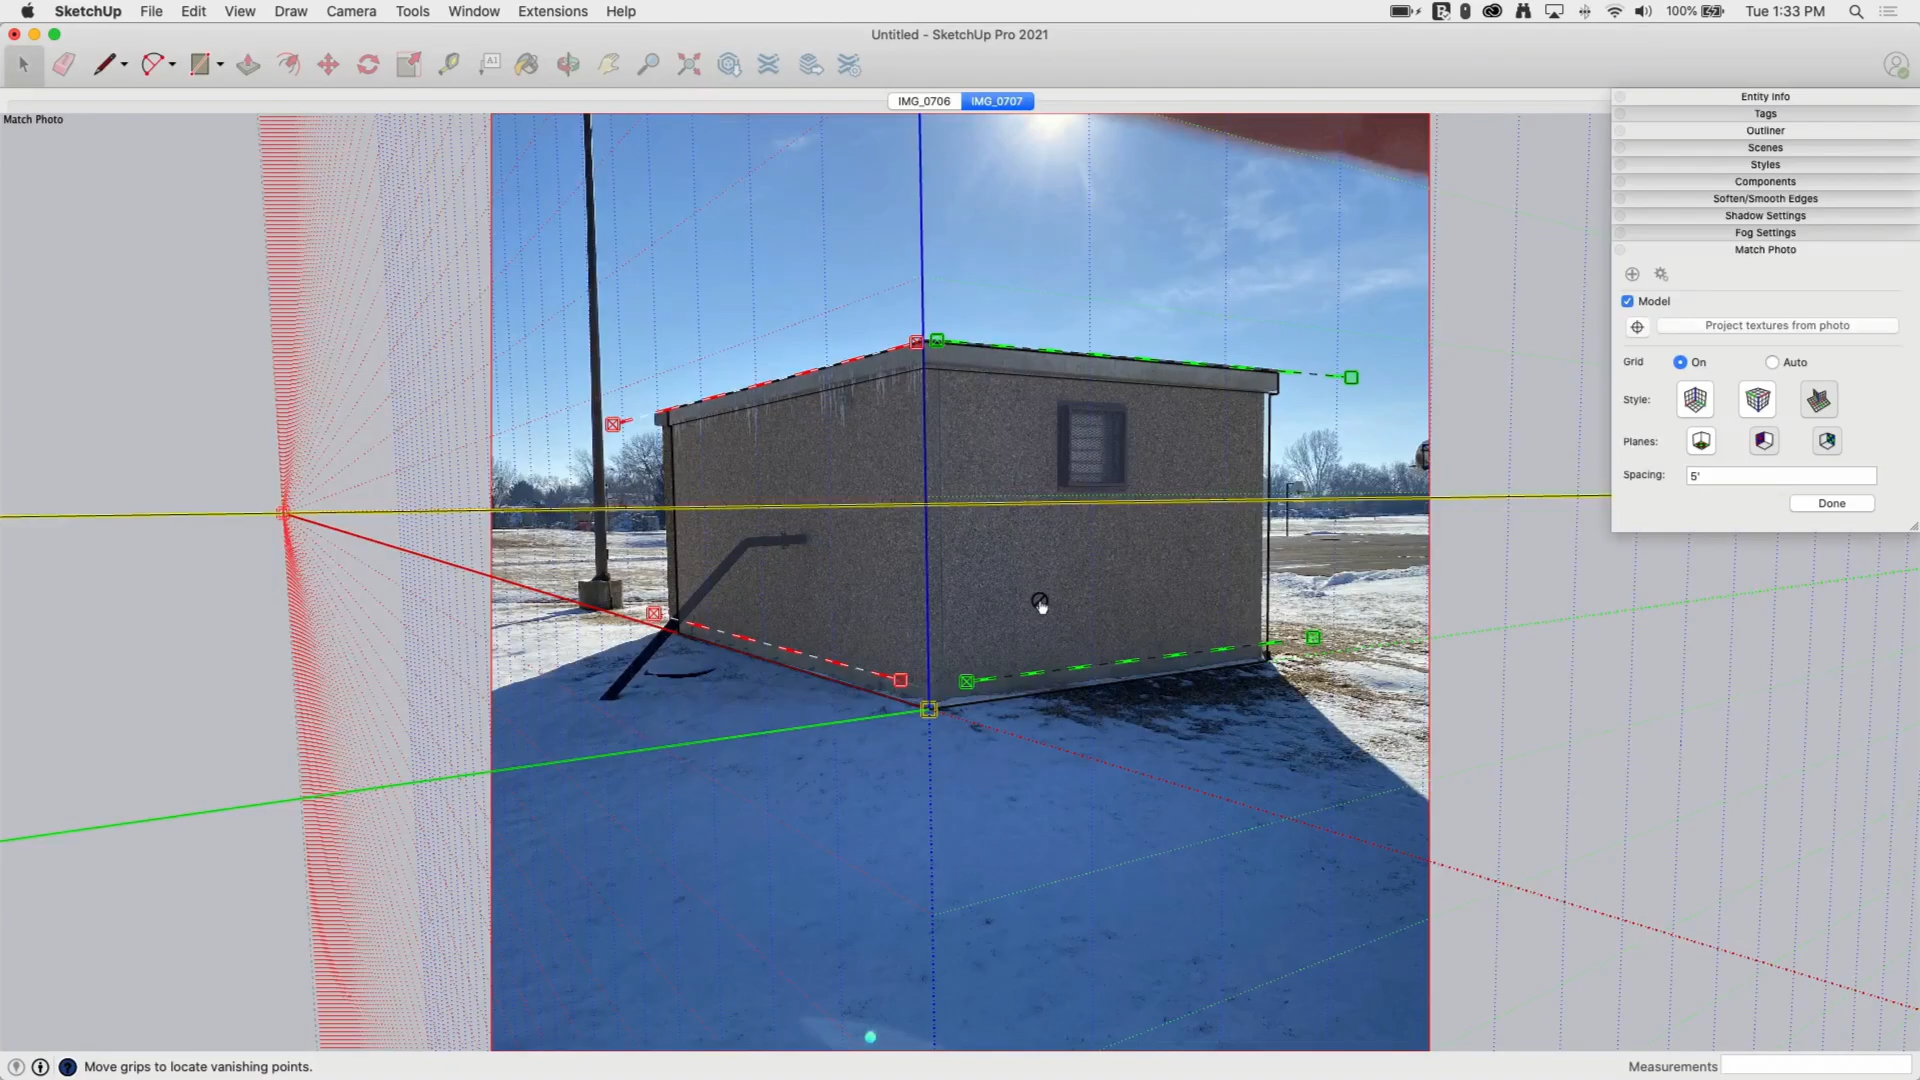 SketchUp File Edit View Draw Camera Tools Window Extensions Help 100% Tue 1:33 PM
Untitled - SketchUp Pro 2021
A1
IMG_0706 IMG_0707
Match Photo
Entity Info
Tags
Outliner
Scenes
Styles
Components
Soften/Smooth Edges
Shadow Settings
Fog Settings
Match Photo
Model
Project textures from photo
Grid On Auto
Style:
Planes:
Spacing: 5'
Done
Move grips to locate vanishing points. Measurements